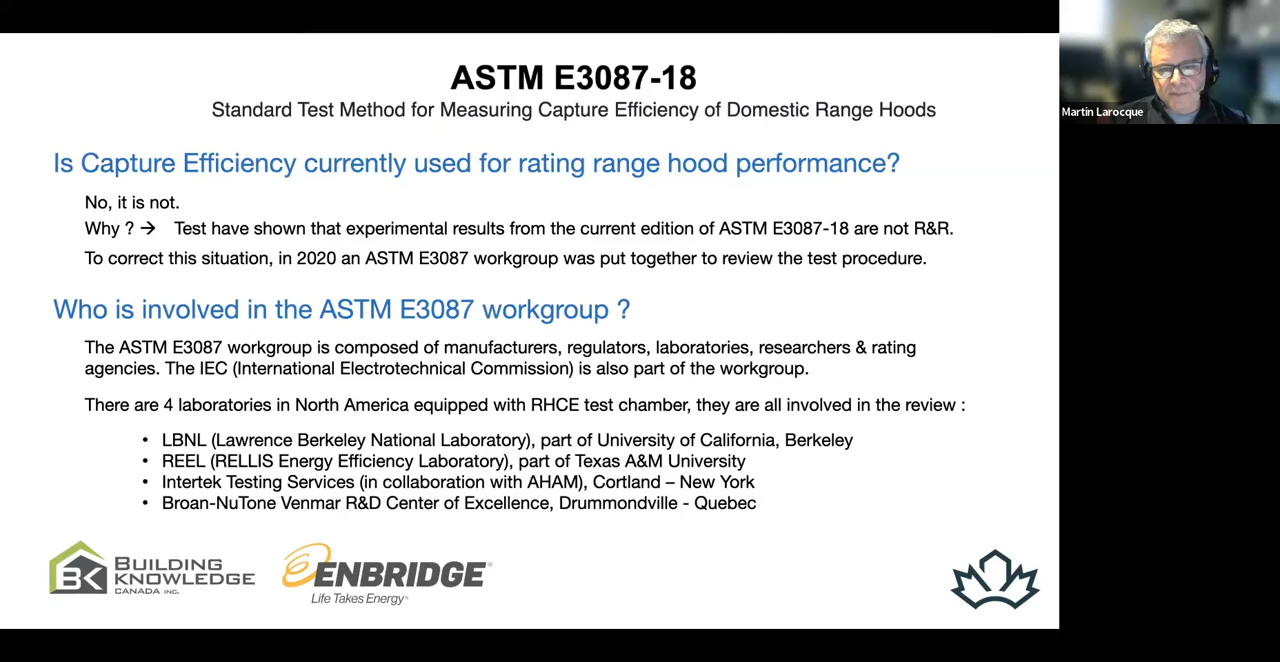 ASTM E3087-18
Standard Test Method for Measuring Capture Efficiency of Domestic Range Hoods
Martin Larocque
Is Capture Efficiency currently used for rating range hood performance?
No, it is not.
Why ? → Test have shown that experimental results from the current edition of ASTM E3087-18 are not R&R.
To correct this situation, in 2020 an ASTM E3087 workgroup was put together to review the test procedure.
Who is involved in the ASTM E3087 workgroup ?
The ASTM E3087 workgroup is composed of manufacturers, regulators, laboratories, researchers & rating
agencies. The IEC (International Electrotechnical Commission) is also part of the workgroup.
There are 4 laboratories in North America equipped with RHCE test chamber, they are all involved in the review :
• LBNL (Lawrence Berkeley National Laboratory), part of University of California, Berkeley
• REEL (RELLIS Energy Efficiency Laboratory), part of Texas A&M University
• Intertek Testing Services (in collaboration with AHAM), Cortland – New York
• Broan-NuTone Venmar R&D Center of Excellence, Drummondville - Quebec
BK BUILDING
KNOWLEDGE
CANADA INC.
ENBRIDGE
Life Takes Energy